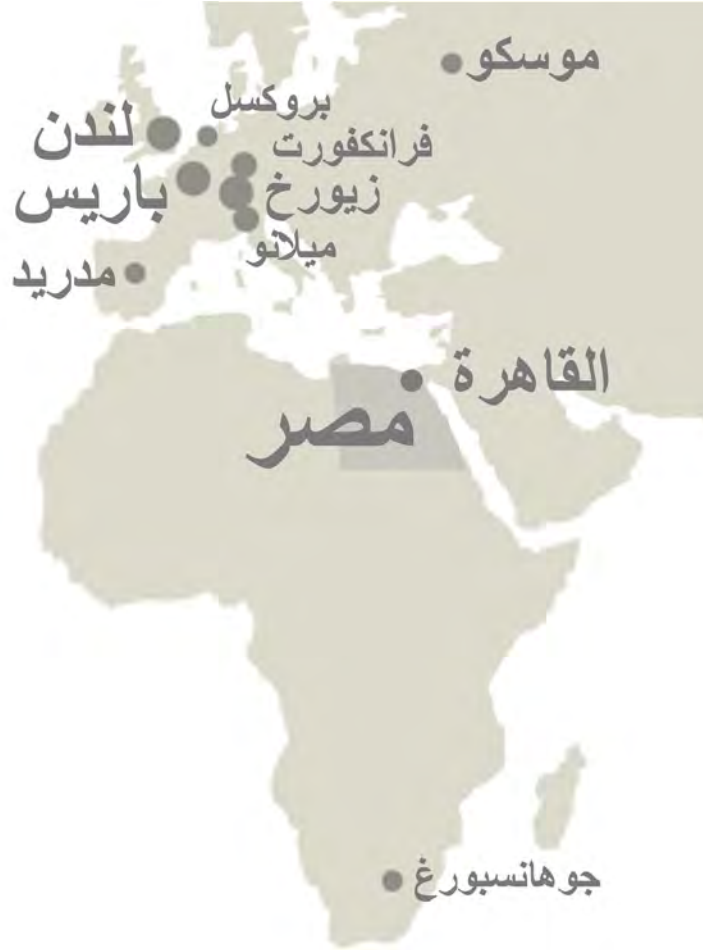 موسكو
بروكسل
لندن
فرانكفورت
باريس
زيورخ
ميلانو
مدريد
القاهرة
مصر
جوهانسبورغ